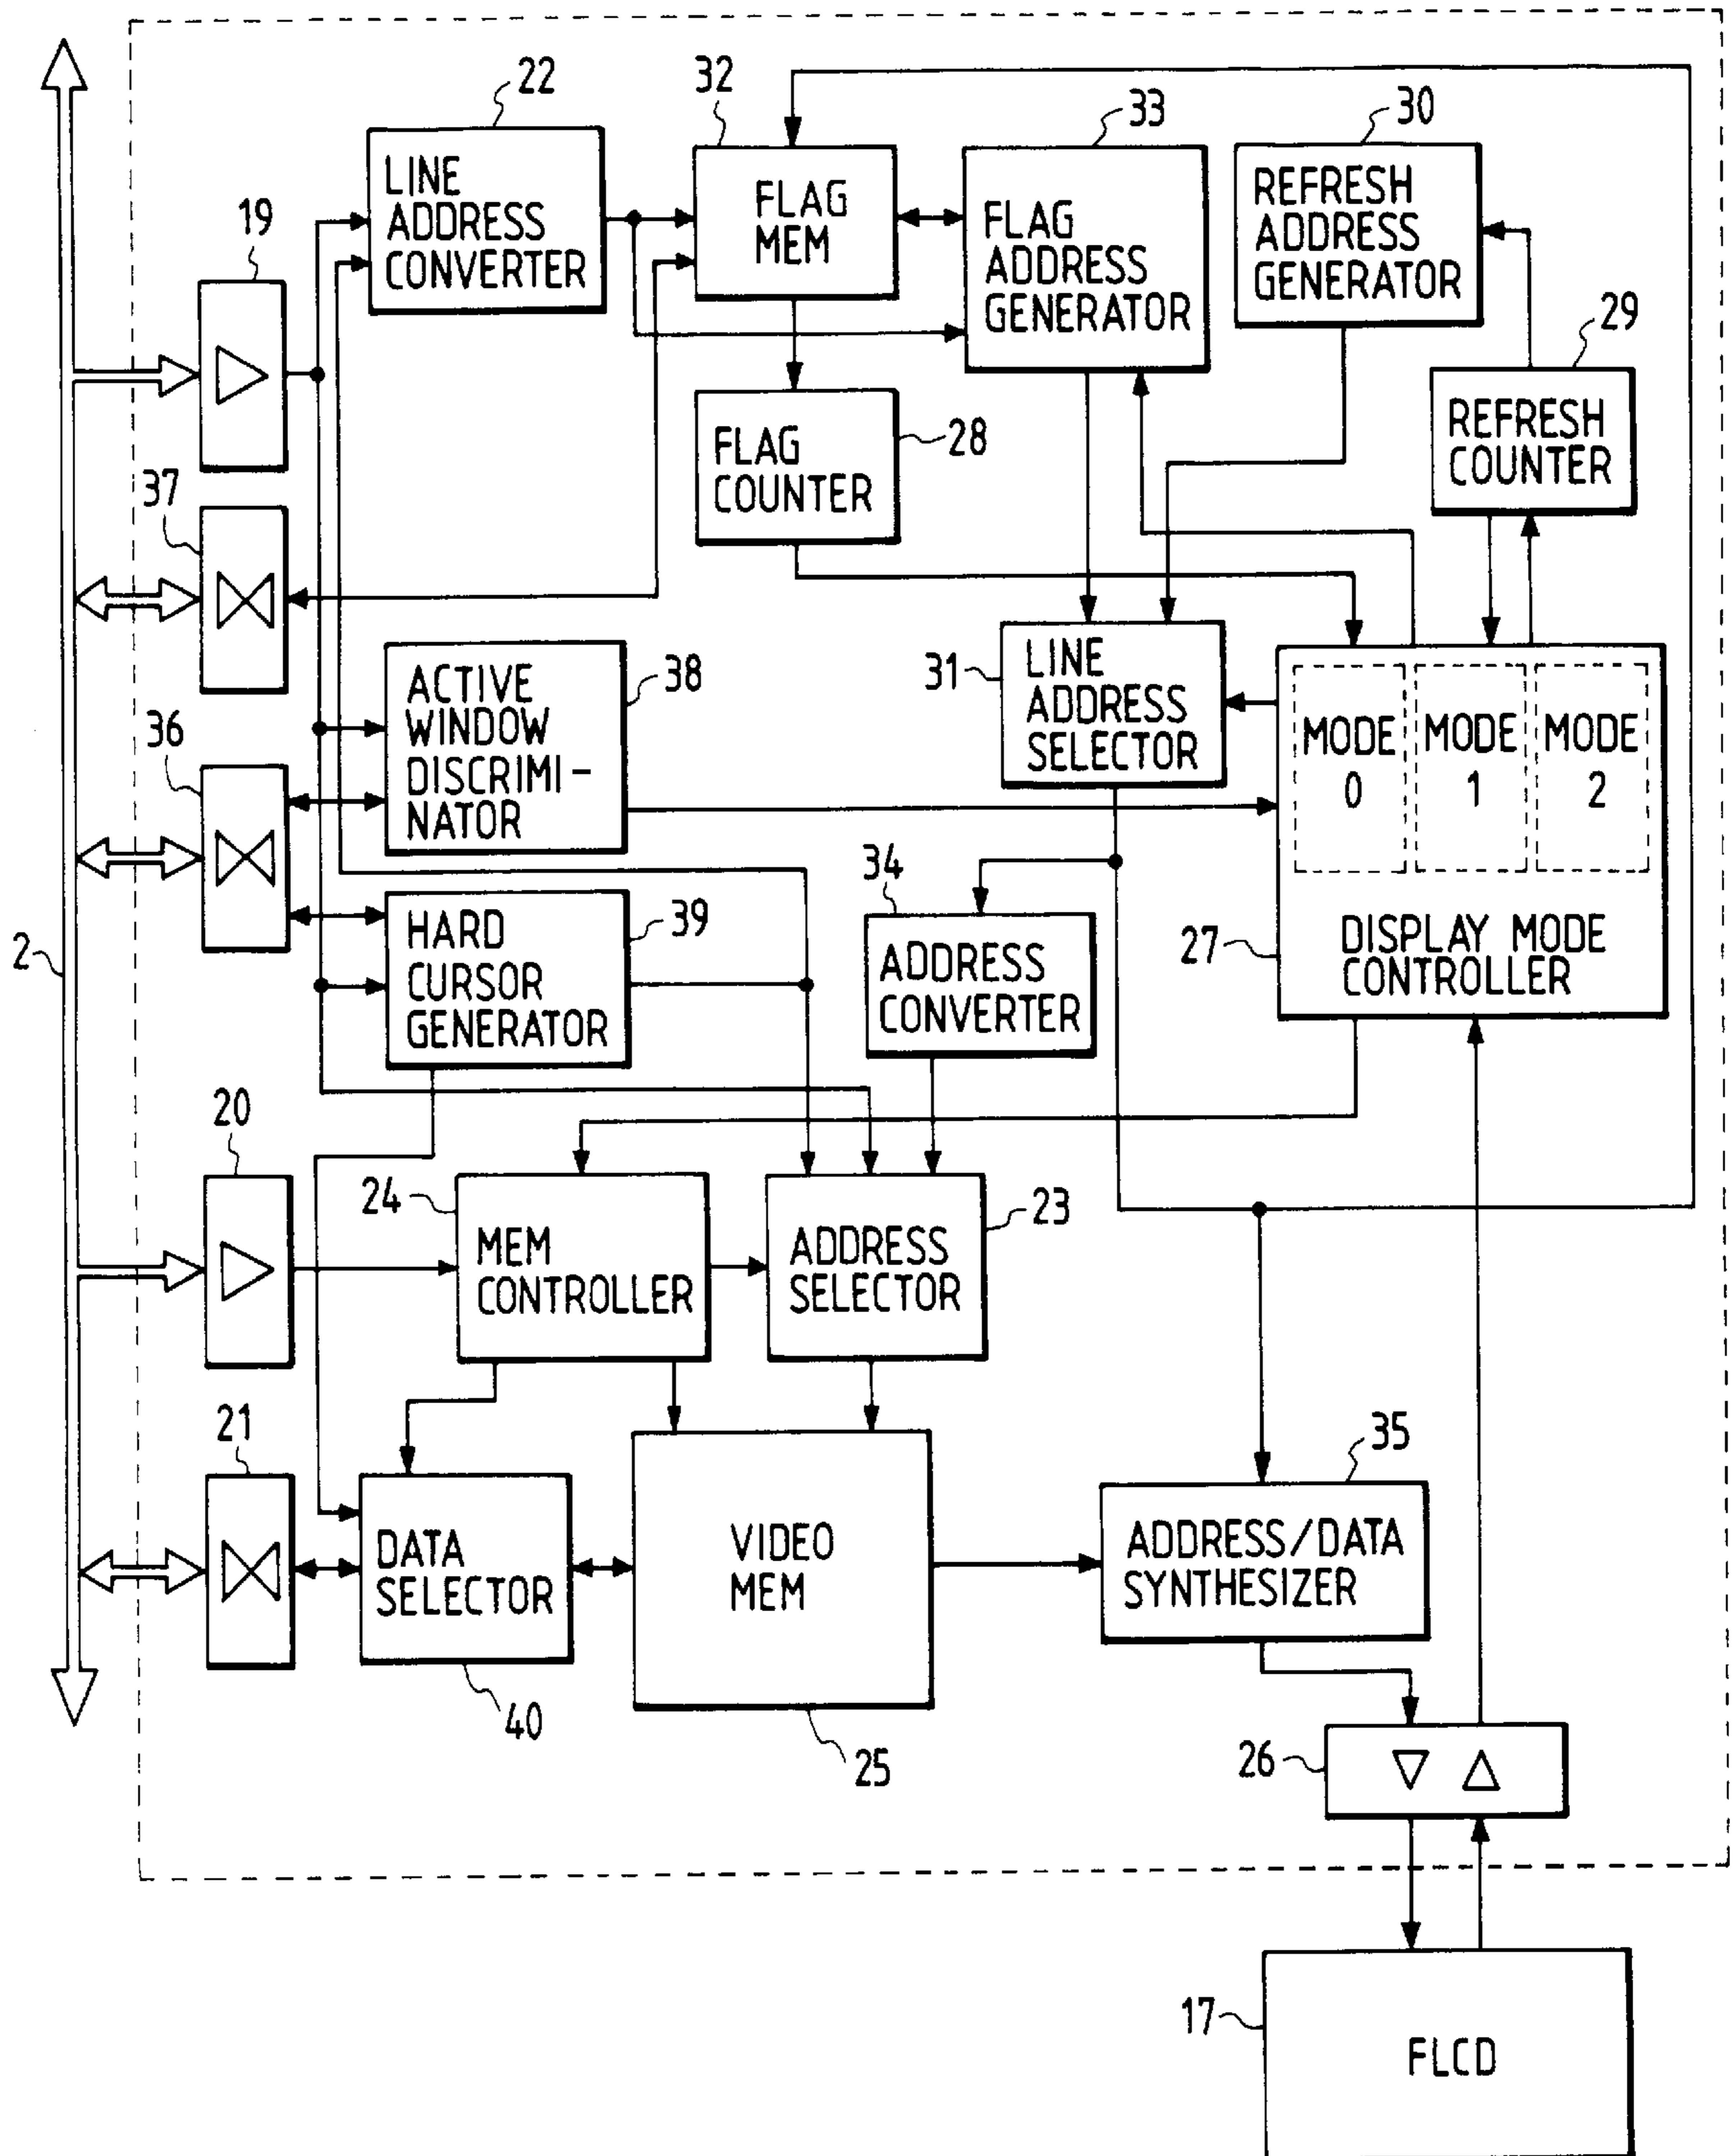 22
LINE
ADDRESS
CONVERTER
32
FLAG
MEM
33
FLAG
ADDRESS
GENERATOR
30
REFRESH
ADDRESS
GENERATOR
19
29
REFRESH
COUNTER
28
FLAG
COUNTER
37
38
ACTIVE
WINDOW
DISCRIMI-
NATOR
31
LINE
ADDRESS
SELECTOR
MODE
0
MODE
1
MODE
2
27
DISPLAY MODE
CONTROLLER
36
34
ADDRESS
CONVERTER
2
39
HARD
CURSOR
GENERATOR
20
24
MEM
CONTROLLER
23
ADDRESS
SELECTOR
21
DATA
SELECTOR
40
VIDEO
MEM
25
35
ADDRESS/DATA
SYNTHESIZER
26
17
FLCD